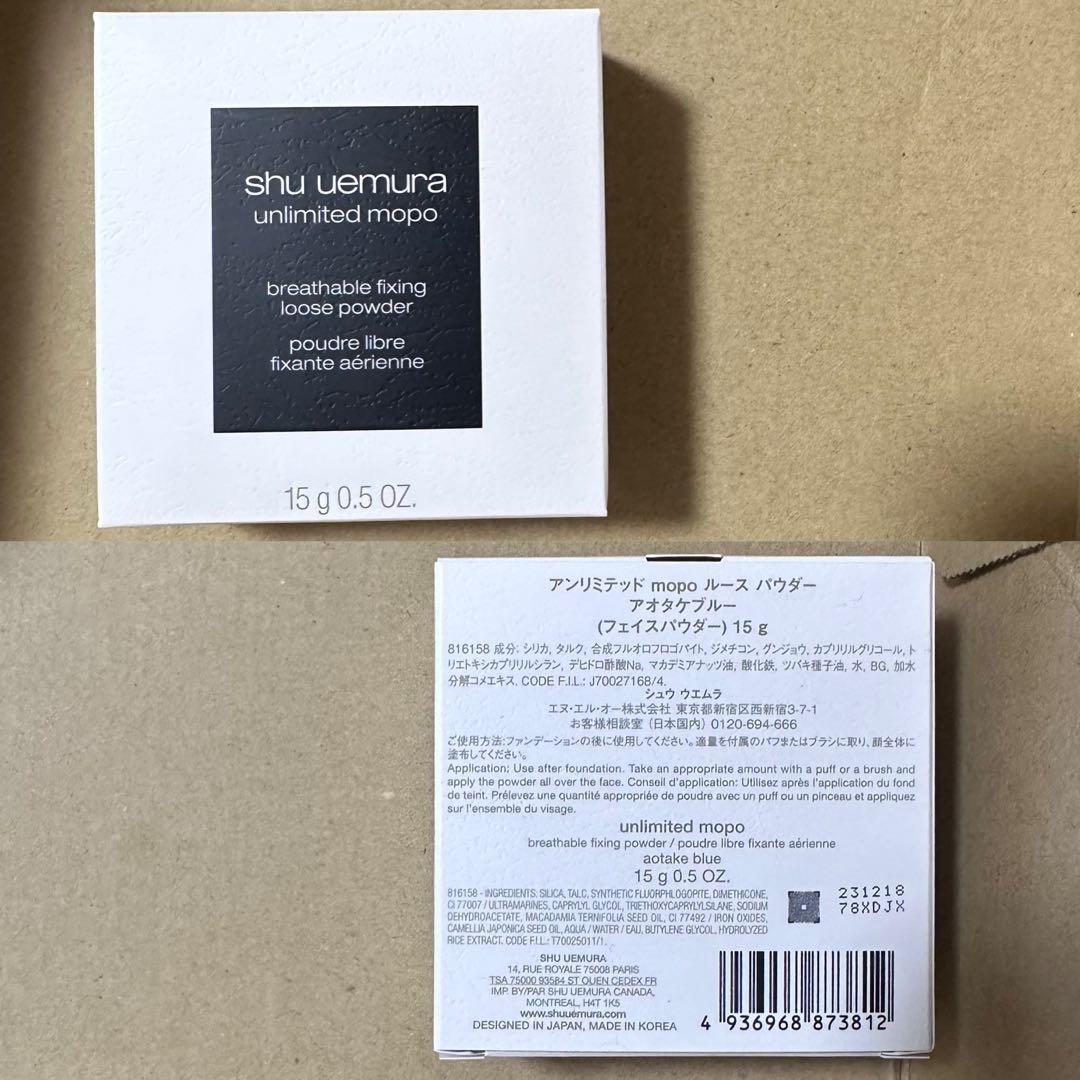 shu uemura
unlimited mopo
breathable fixing
loose powder
poudre libre
fixante aérienne
15 g 0.5 OZ.
アンリミテッド mopo ルース パウダー
アオタケブルー
(フェイスパウダー) 15 g
816158 成分: シリカ, タルク, 合成フルオロフロゴパイト, ジメチコン, グンジョウ, カプリリルグリコール, ト
リエトキシカプリリルシラン, デヒドロ酢酸Na, マカデミアナッツ油, 酸化鉄, ツバキ種子油, 水, BG, 加水
分解コメエキス. CODE F.I.L.: J70027168/4.
シュウ ウエムラ
エヌ・エル・オー株式会社 東京都新宿区西新宿3-7-1
お客様相談室 (日本国内) 0120-694-666
ご使用方法:ファンデーションの後に使用してください。適量を付属のパフまたはブラシに取り、顔全体に
塗布してください。
Application: Use after foundation. Take an appropriate amount with a puff or a brush and
apply the powder all over the face. Conseil d'application: Utilisez après l'application du fond
de teint. Prélevez une quantité appropriée de poudre avec un puff ou un pinceau et appliquez
sur l'ensemble du visage.
unlimited mopo
breathable fixing powder / poudre libre fixante aérienne
aotake blue
15 g 0.5 OZ.
816158 - INGREDIENTS: SILICA, TALC, SYNTHETIC FLUORPHLOGOPITE, DIMETHICONE,
CI 77007 / ULTRAMARINES, CAPRYLYL GLYCOL, TRIETHOXYCAPRYLYLSILANE, SODIUM
DEHYDROACETATE, MACADAMIA TERNIFOLIA SEED OIL, CI 77492 / IRON OXIDES,
CAMELLIA JAPONICA SEED OIL, AQUA / WATER / EAU, BUTYLENE GLYCOL, HYDROLYZED
RICE EXTRACT. CODE F.I.L.: T70025011/1.
231218
78XDJX
SHU UEMURA
14, RUE ROYALE 75008 PARIS
TSA 75000 93584 ST OUEN CEDEX FR
IMP. BY/PAR SHU UEMURA CANADA,
MONTREAL, H4T 1K5
www.shuuemura.com
DESIGNED IN JAPAN, MADE IN KOREA
4 936968 873812